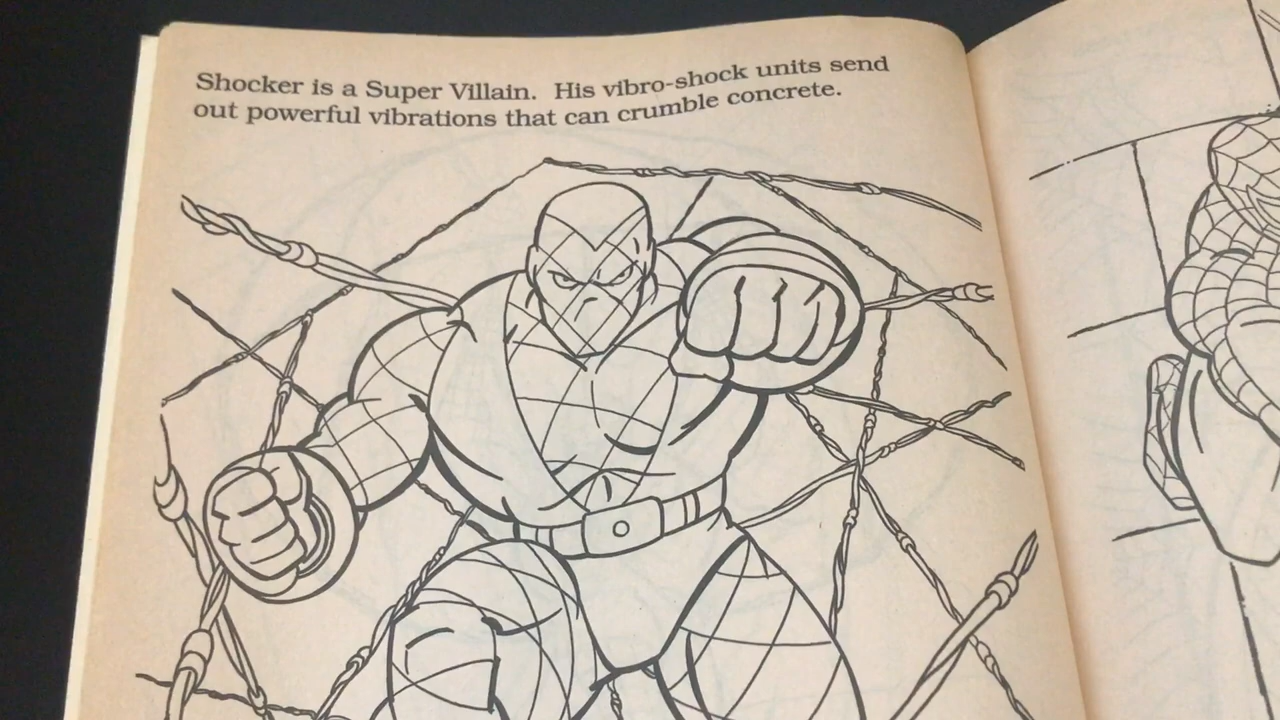 Shocker is a Super Villain. His vibro-shock units send
out powerful vibrations that can crumble concrete.